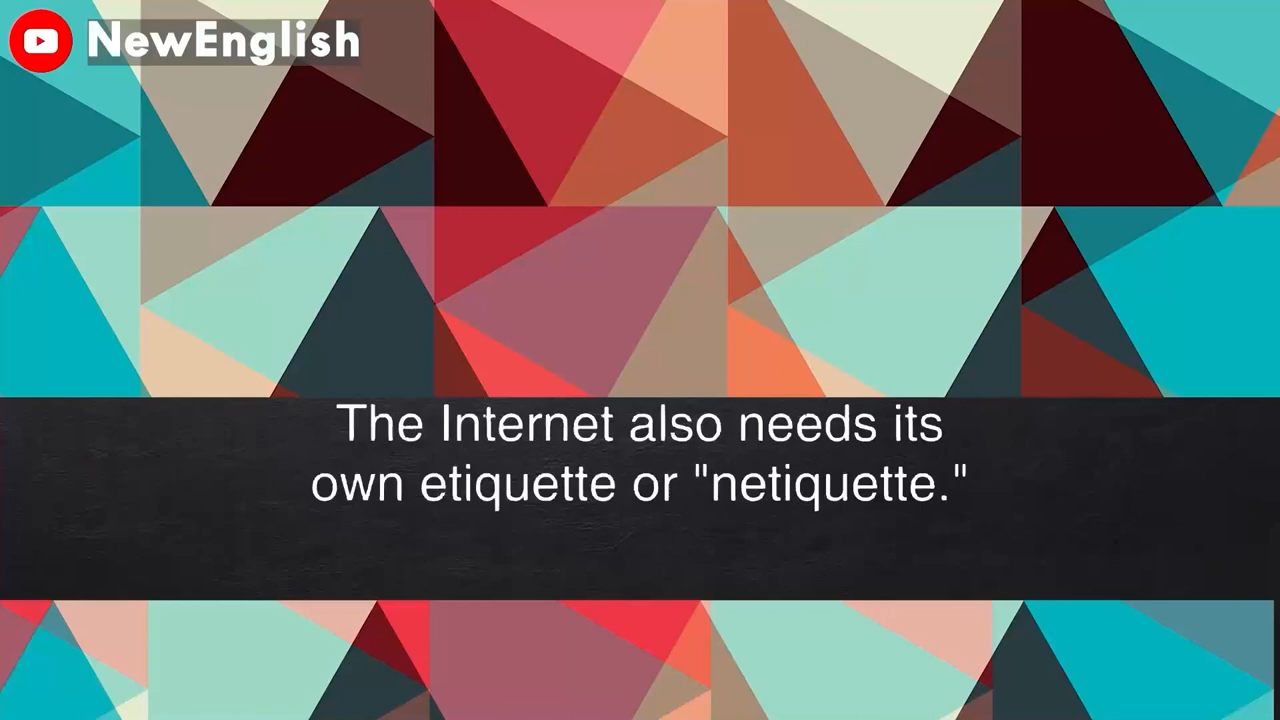 NewEnglish
The Internet also needs its
own etiquette or "netiquette."